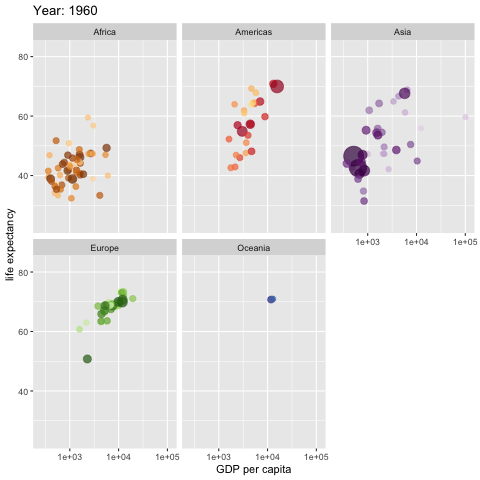 Year: 1960
Africa
Americas
Asia
80
60
40
1e+03 1e+04 1e+05
life expectancy
Europe
Oceania
80
60
40
1e+03 1e+04 1e+05
1e+03 1e+04 1e+05
GDP per capita